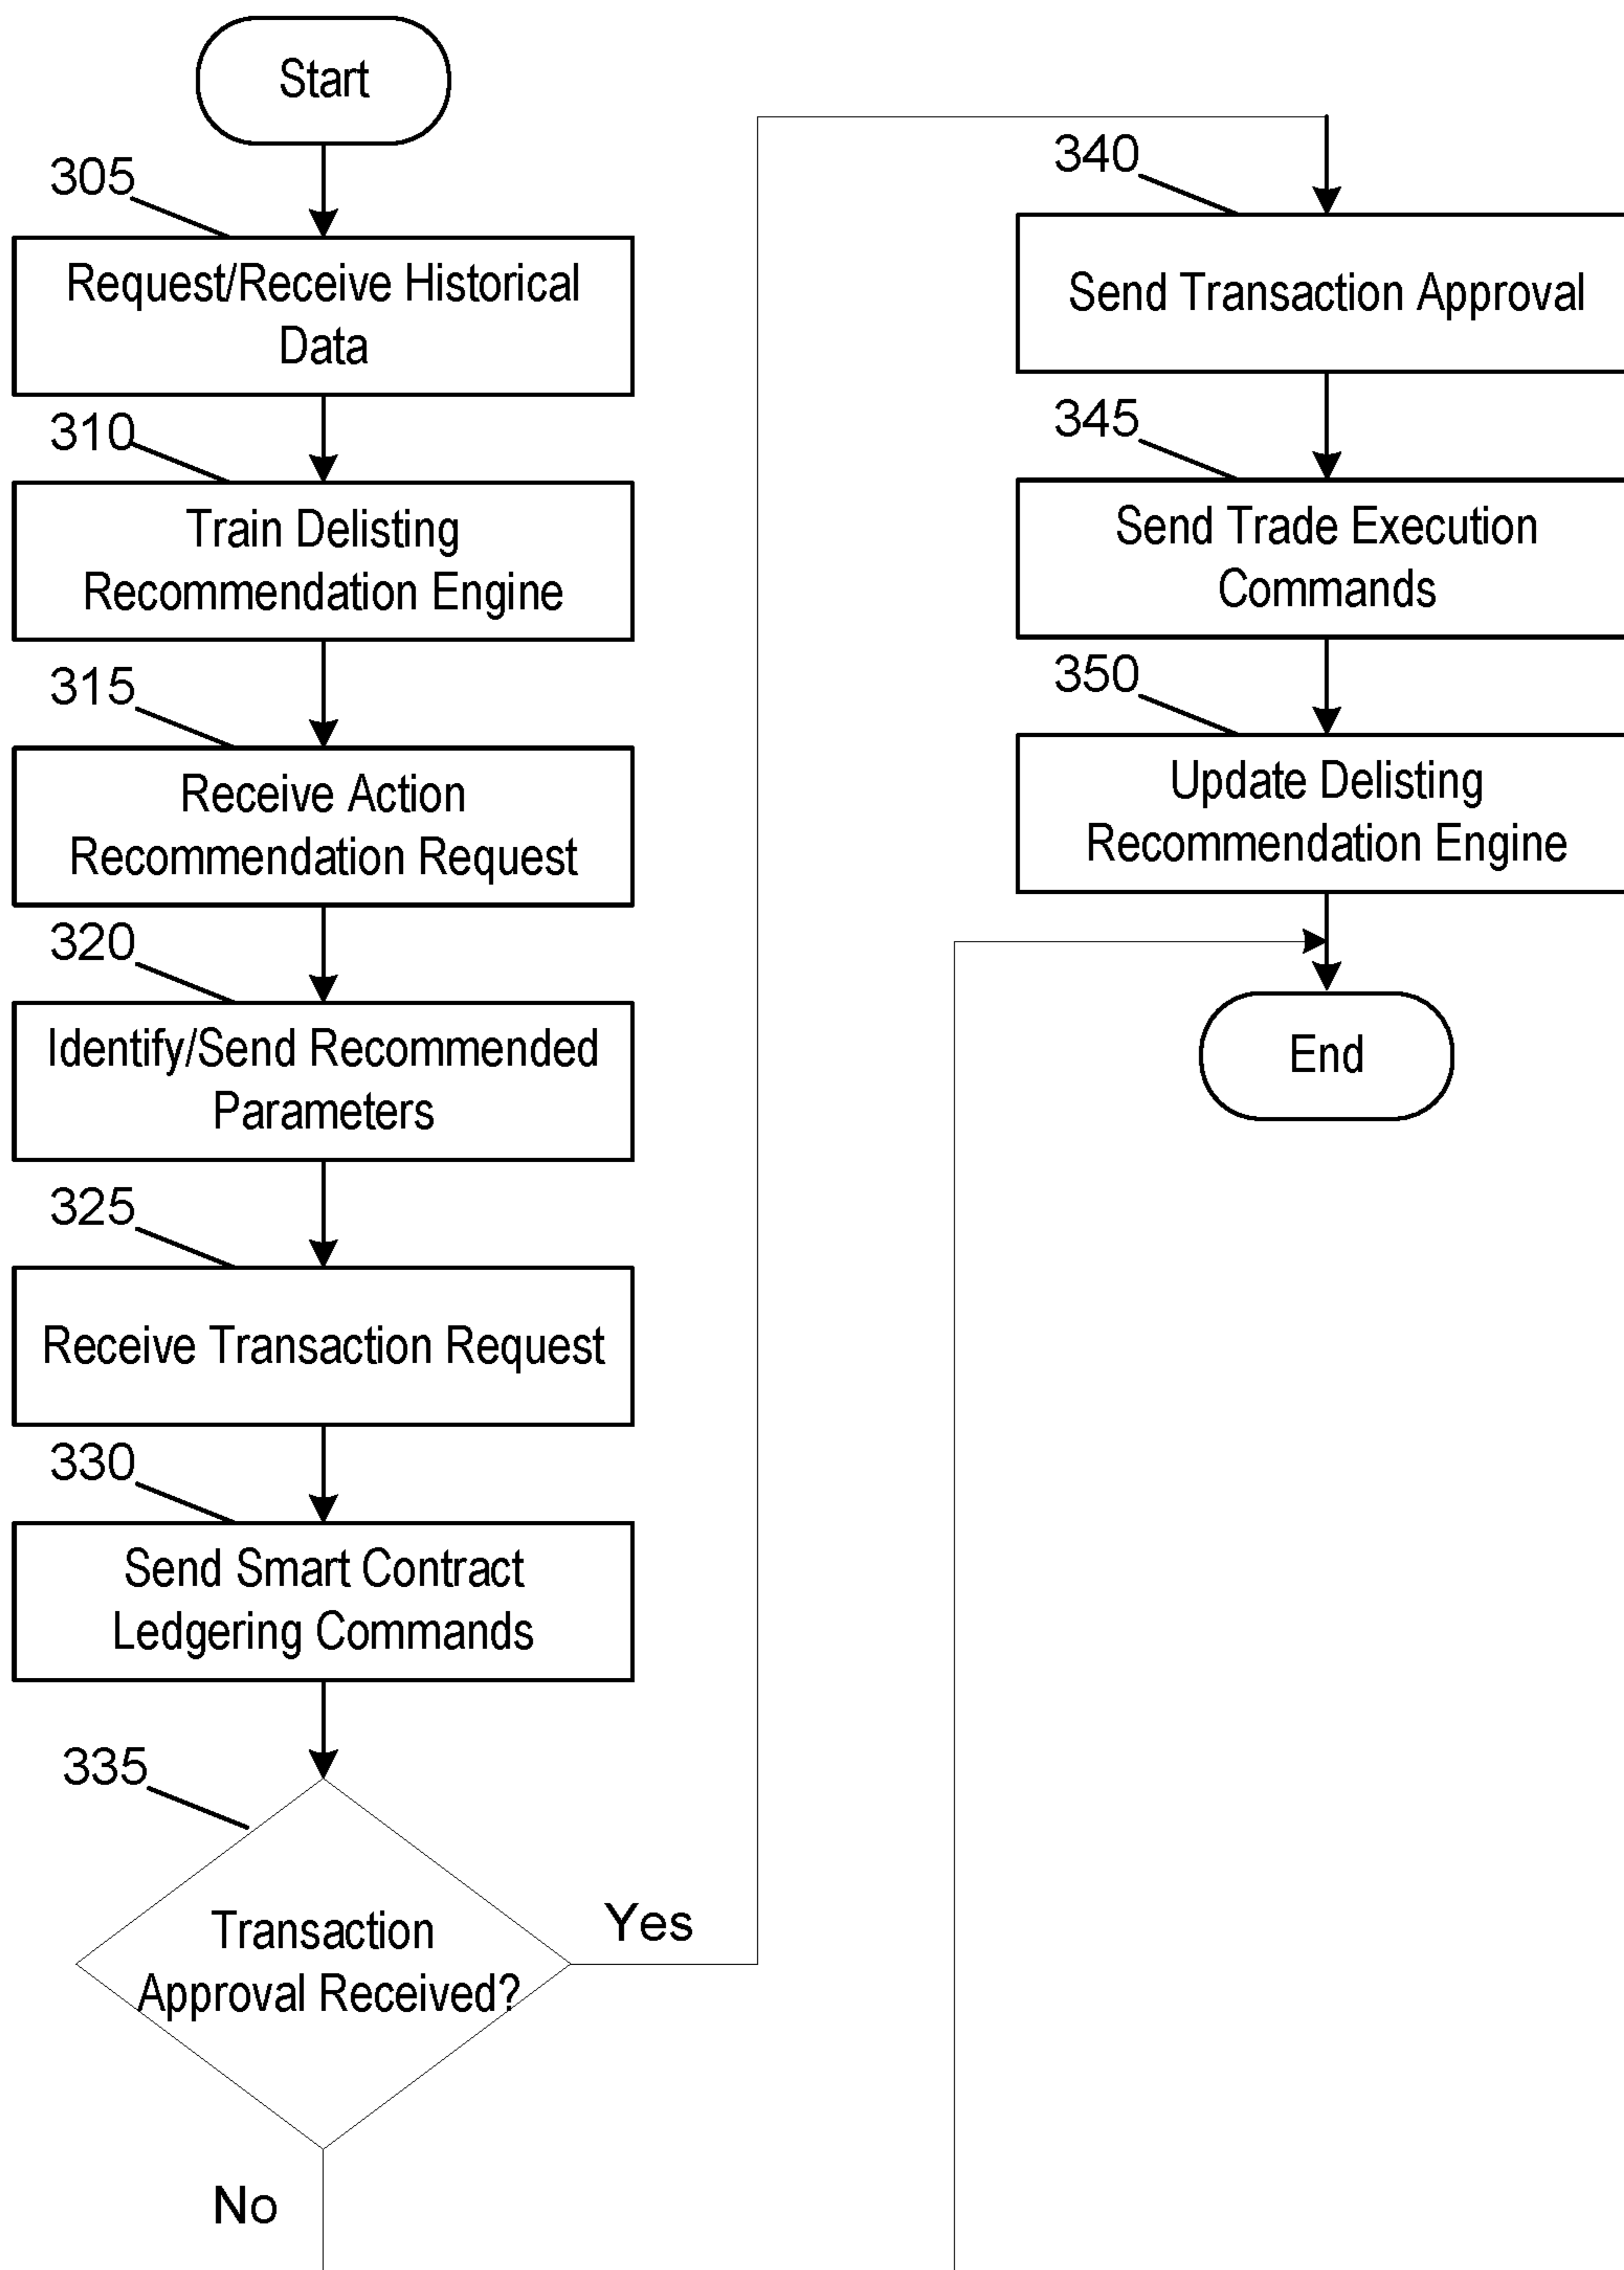 Start
305
Request/Receive Historical
Data
310
Train Delisting
Recommendation Engine
315
Receive Action
Recommendation Request
320
Identify/Send Recommended
Parameters
325
Receive Transaction Request
330
Send Smart Contract
Ledgering Commands
335
Transaction
Approval Received?
Yes
No
340
Send Transaction Approval
345
Send Trade Execution
Commands
350
Update Delisting
Recommendation Engine
End